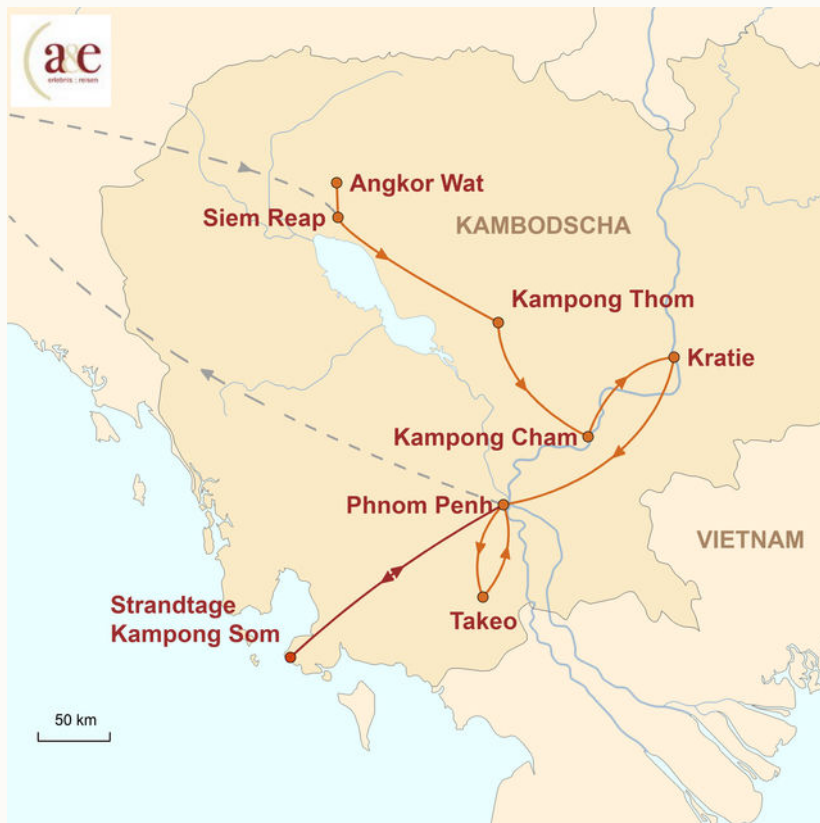 a&e
erlebnis : reisen
Angkor Wat
Siem Reap
KAMBODSCHA
Kampong Thom
Kratie
Kampong Cham
Phnom Penh
VIETNAM
Strandtage
Kampong Som
Takeo
50 km